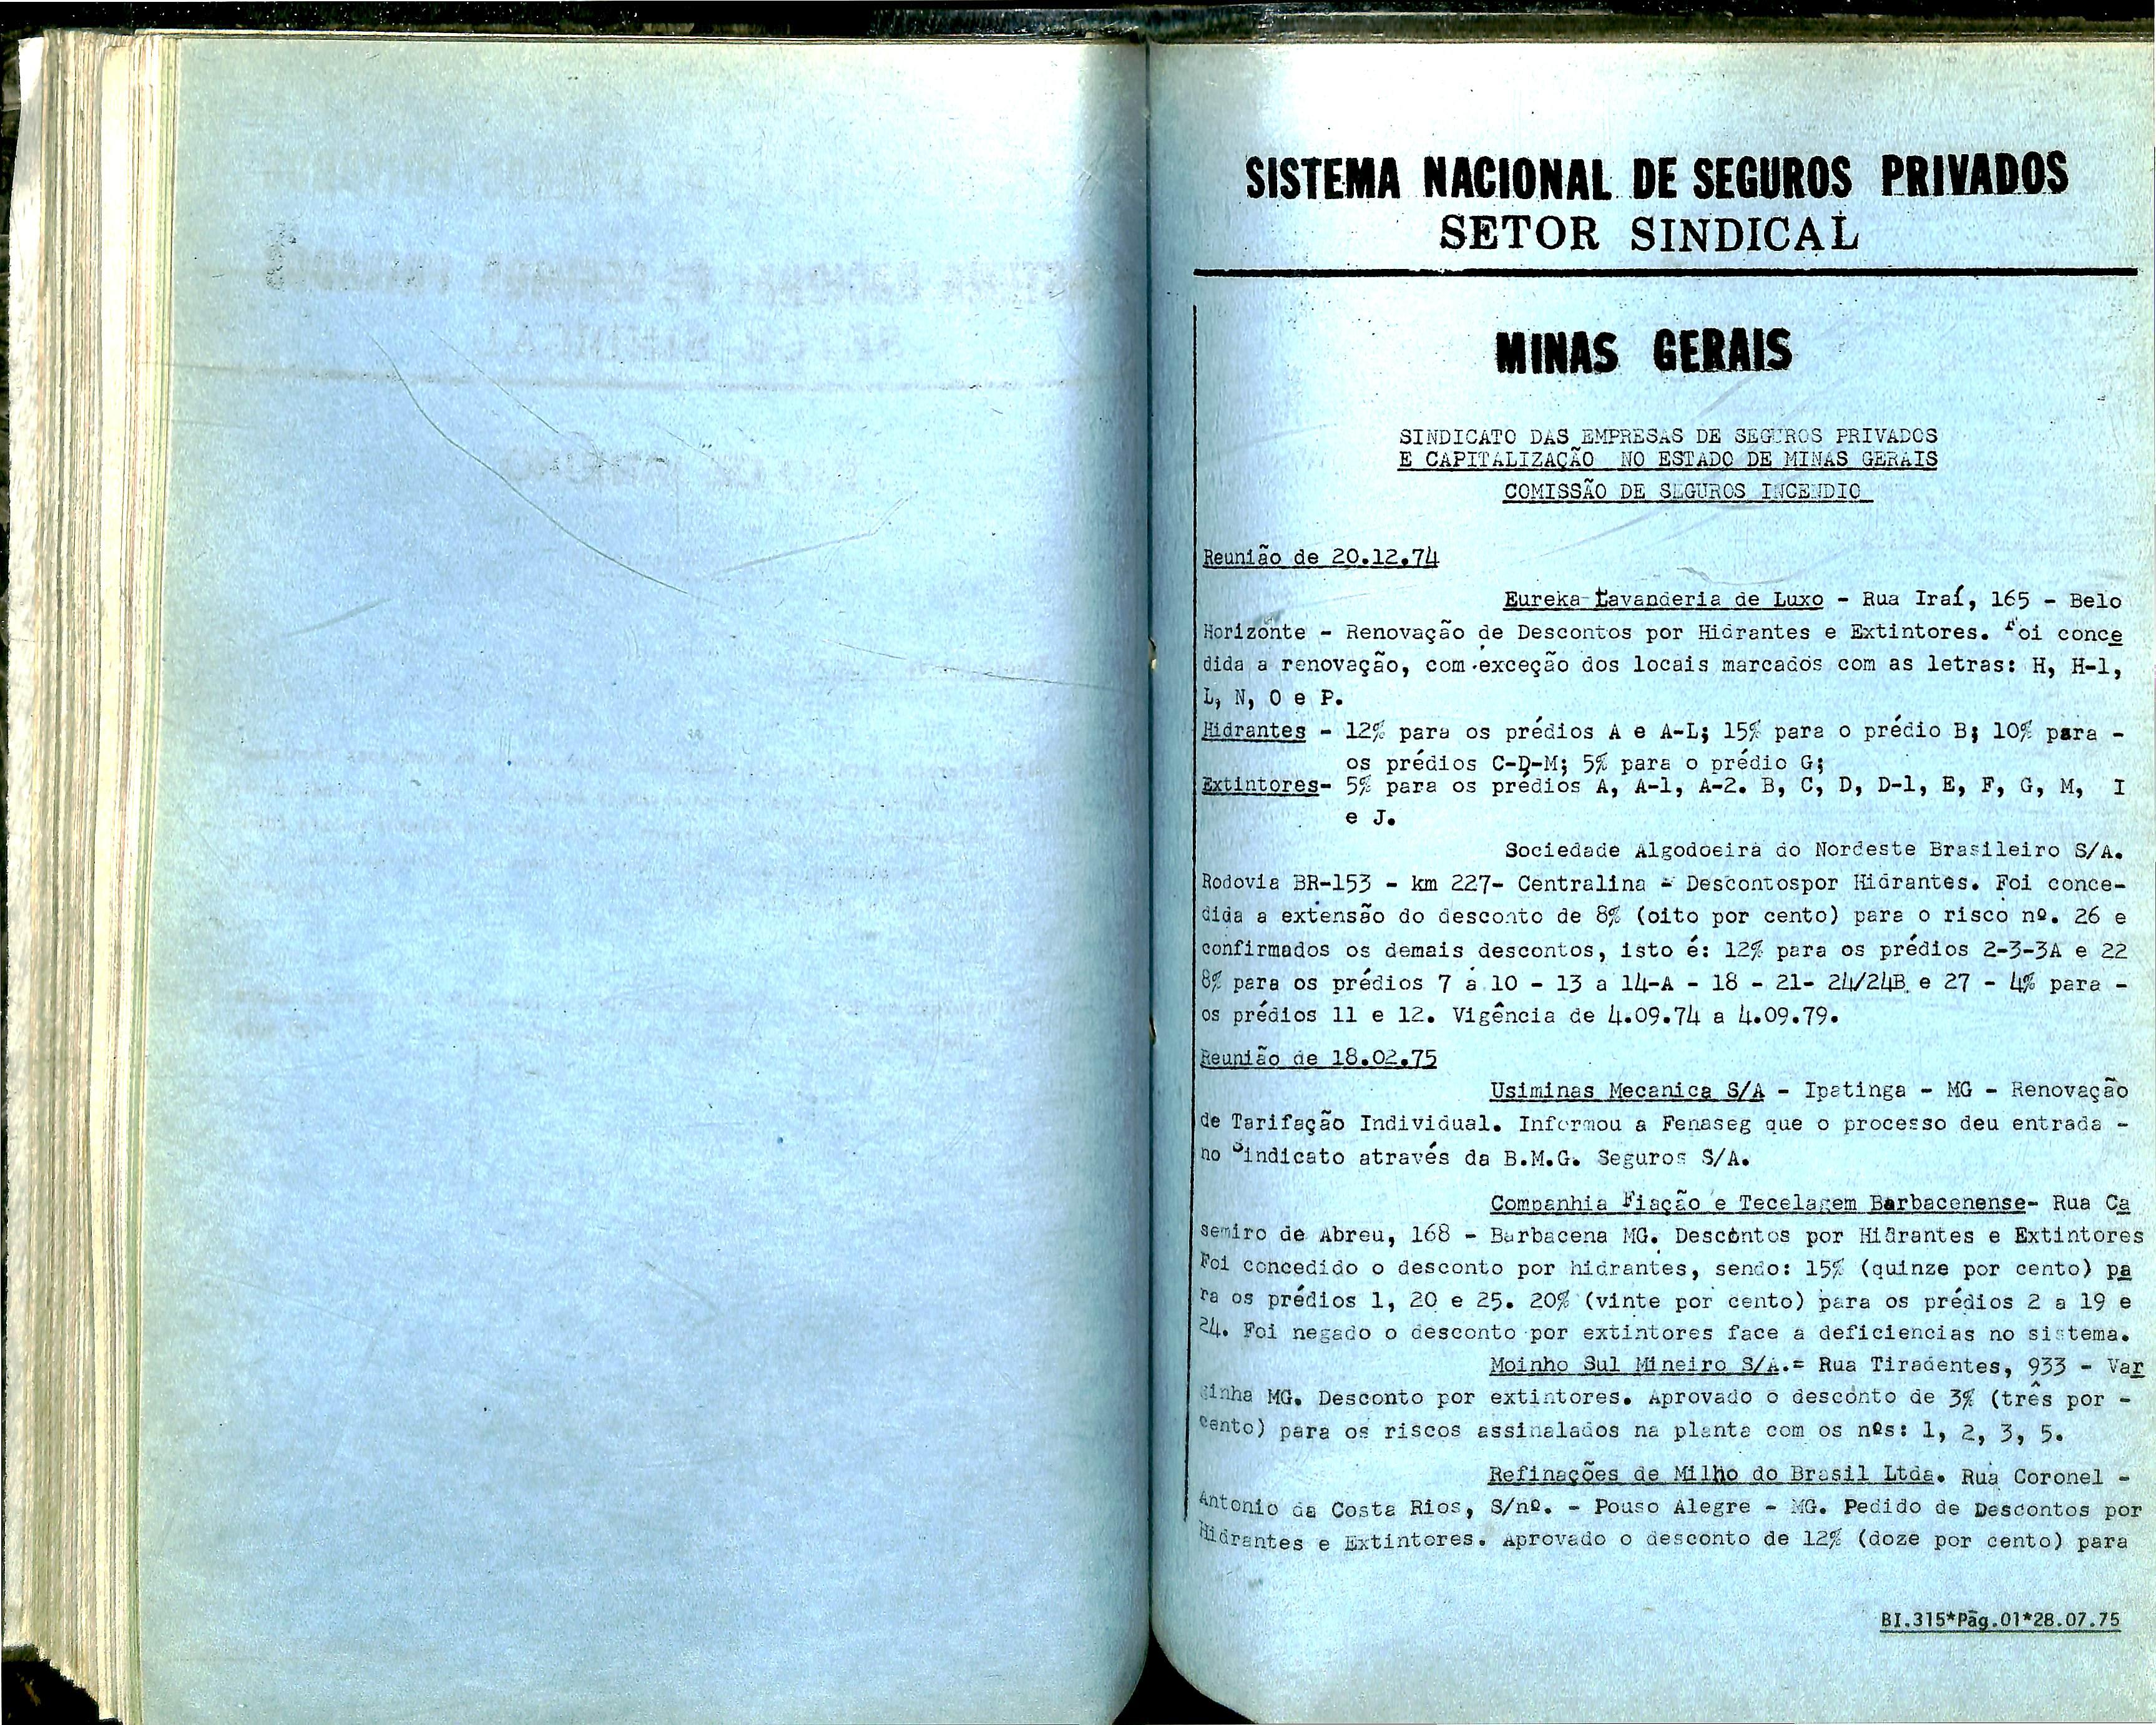 SISTEMA NACIONAL DE SEGUROS PRIVADOS
SETOR SINDICAL
MINAS GERAIS
SINDICATO DAS EMPRESAS DE SEGUROS PRIVADOS
E CAPITALIZAÇÃO NO ESTADO DE MINAS GERAIS
COMISSÃO DE SEGUROS INCENDIO
Reunião de 20.12.74
Eureka Lavanderia de Luxo - Rua Iraí, 165 - Belo
Horizonte - Renovação de Descontos por Hidrantes e Extintores. Foi conce
dida a renovação, com exceção dos locais marcados com as letras: H, H-1,
L, N, O e P.
Hidrantes - 12% para os prédios A e A-L; 15% para o prédio B; 10% para -
os prédios C-D-M; 5% para o prédio G;
Extintores- 5% para os prédios A, A-1, A-2. B, C, D, D-1, E, F, G, M, I
e J.
Sociedade Algodoeira do Nordeste Brasileiro S/A.
Rodovia BR-153 - km 227- Centralina - Descontospor Hidrantes. Foi conce-
dida a extensão do desconto de 8% (oito por cento) para o risco nº. 26 e
confirmados os demais descontos, isto é: 12% para os prédios 2-3-3A e 22
8% para os prédios 7 a 10 - 13 a 14-A - 18 - 21- 24/24B e 27 - 4% para -
os prédios 11 e 12. Vigência de 4.09.74 a 4.09.79.
Reunião de 18.02.75
Usiminas Mecanica S/A - Ipatinga - MG - Renovação
de Tarifação Individual. Informou a Fenaseg que o processo deu entrada -
no Sindicato através da B.M.G. Seguros S/A.
Companhia Fiação e Tecelagem Barbacenense- Rua Ca
semiro de Abreu, 168 - Barbacena MG. Descontos por Hidrantes e Extintores
Foi concedido o desconto por hidrantes, sendo: 15% (quinze por cento) pa
ra os prédios 1, 20 e 25. 20% (vinte por cento) para os prédios 2 a 19 e
24. Foi negado o desconto por extintores face a deficiencias no sistema.
Moinho Sul Mineiro S/A.= Rua Tiradentes, 933 - Var
ginha MG. Desconto por extintores. Aprovado o desconto de 3% (três por -
cento) para os riscos assinalados na planta com os nºs: 1, 2, 3, 5.
Refinações de Milho do Brasil Ltda. Rua Coronel -
Antonio da Costa Rios, S/nº. - Pouso Alegre - MG. Pedido de Descontos por
Hidrantes e Extintores. Aprovado o desconto de 12% (doze por cento) para
BI.315*Pág.01*28.07.75